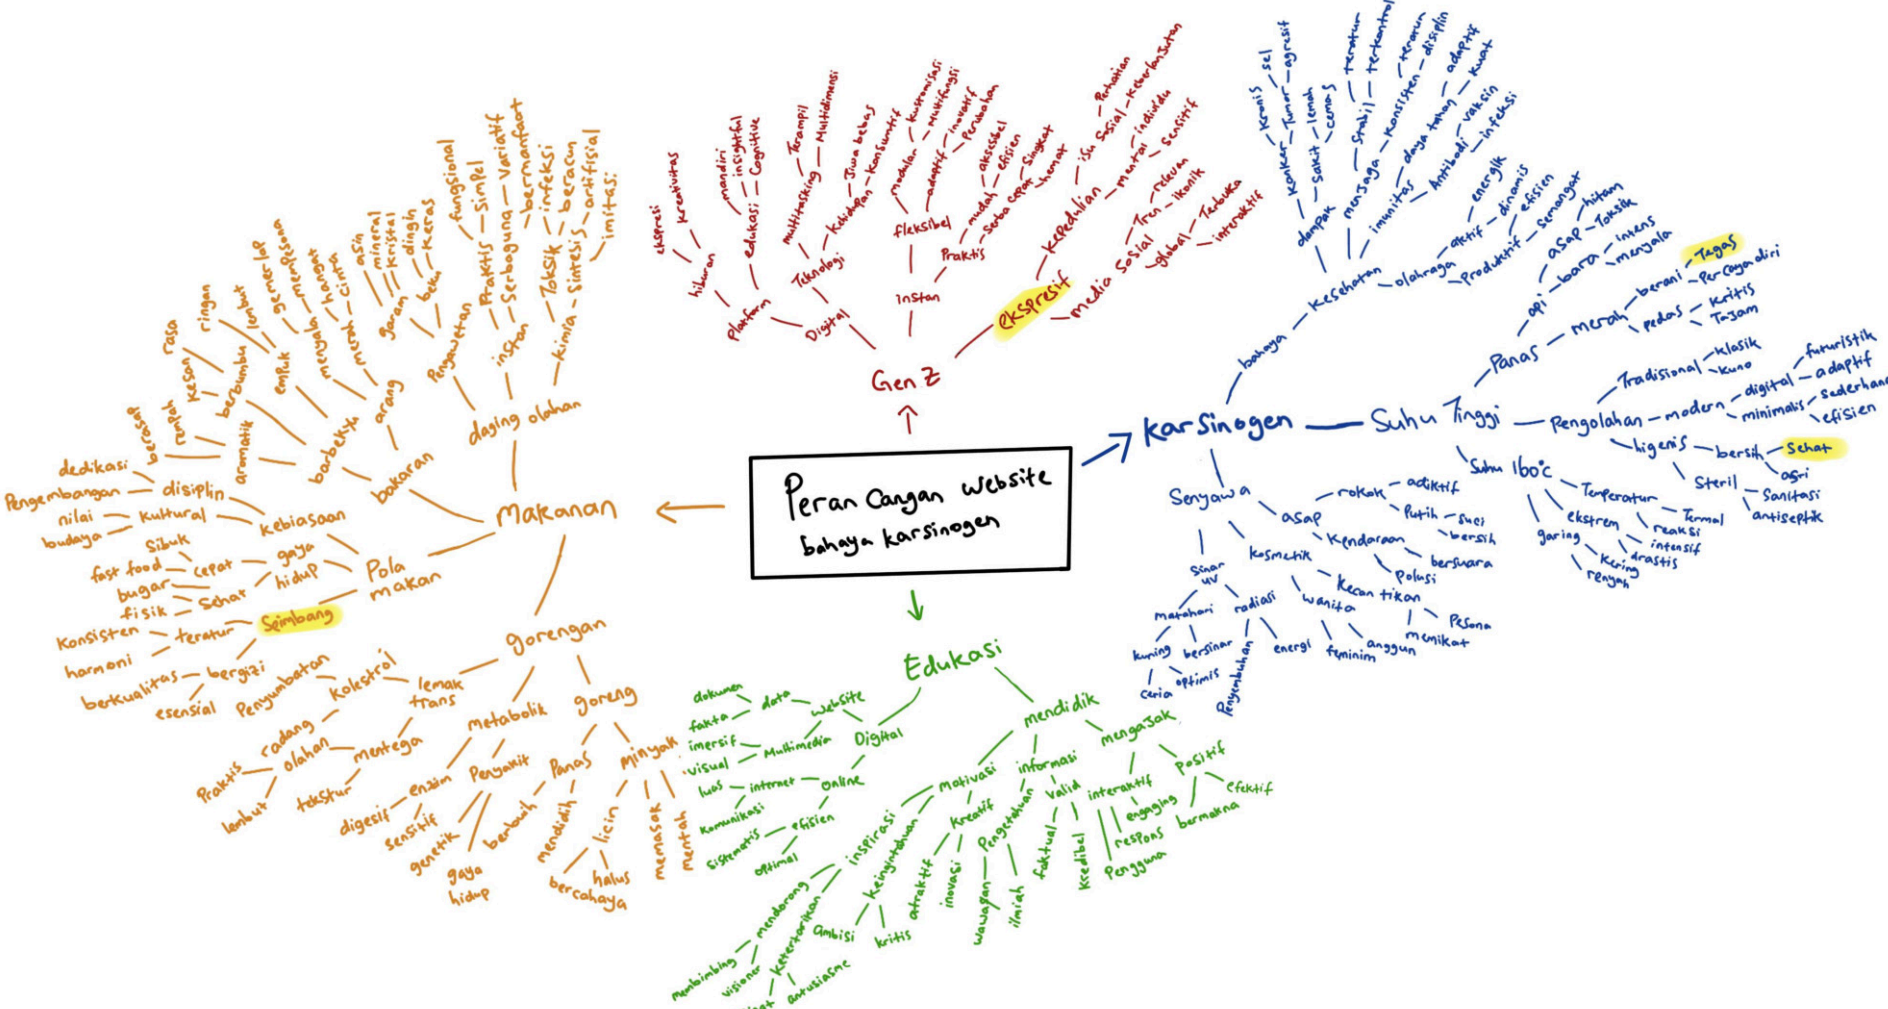 Perancangan website
bahaya karsinogen
Gen Z
Digital
Platform
hiburan
ekspresi
kreativitas
edukasi
mandiri
insightful
Cognitive
Teknologi
multitasking
Terampil
Multidimensi
Kehidupan
Jiwa bebas
Konsumtif
instan
fleksibel
modular
kustomisasi
Multifungsi
adaptif
inovatif
Perubahan
Praktis
mudah
aksesibel
efisien
Serba cepat
Singkat
hemat
ekspresif
Kepedulian
isu Sosial
Perhatian
Keberlanjutan
mental
individu
Sensitif
media Sosial
Tren
relevan
ikonik
global
Terbuka
interaktif
karsinogen
bahaya
Kesehatan
dampak
Kanker
Kronis
sel
Tumor
agresif
Sakit
lemah
cemas
menjaga
Stabil
teratur
terkontrol
Konsisten
terarah
disiplin
imunitas
daya tahan
adaptif
Kuat
Antibodi
vaksin
infeksi
olahraga
aktif
energik
dinamis
Produktif
efisien
Semangat
Suhu Tinggi
Panas
api
asap
hitam
Toksik
bara
intens
menyala
merah
berani
Tegas
Percaya diri
pedas
Kritis
Tajam
Pengolahan
Tradisional
klasik
Kuno
modern
digital
futuristik
adaptif
minimalis
sederhana
efisien
higenis
bersih
Sehat
asri
Steril
Sanitasi
antiseptik
Suhu 160°c
Temperatur
Termal
reaksi
ekstrem
intensif
drastis
garing
Kering
renyah
Senyawa
asap
rokok
adiktif
Putih
suci
bersih
Kendaraan
bersuara
Polusi
Kosmetik
Kecantikan
Pesona
memikat
wanita
anggun
feminim
Sinar
UV
matahari
kuning
ceria
bersinar
optimis
radiasi
energi
Penyembuhan
Edukasi
Digital
website
data
dokumen
fakta
Multimedia
imersif
visual
Online
internet
luas
Komunikasi
efisien
Sistematis
optimal
mendidik
Motivasi
inspirasi
mendorong
membimbing
visioner
Ketertarikan
antusiasme
Keingintahuan
Ambisi
kritis
Kreatif
atraktif
inovasi
informasi
Pengetahuan
wawasan
ilmiah
Valid
faktual
kredibel
mengajak
interaktif
engaging
respons
Pengguna
Positif
Efektif
bermakna
Makanan
daging olahan
Pengawetan
garam
asin
mineral
kristal
beku
dingin
Keras
instan
Praktis
fungsional
Simpel
Serbaguna
Variatif
bermanfaat
kimia
Toksik
infeksi
beracun
Sintesis
artifisial
imitasi
bakaran
arang
merah
hangat
cinta
menyala
gemerlap
mempesona
barbekyu
empuk
ringan
lembut
berbumbu
rasa
kesan
aromatik
rempah
berasap
Pola
makan
kebiasaan
disiplin
dedikasi
Pengembangan
Kultural
nilai
budaya
gaya
hidup
cepat
Sibuk
fast food
Sehat
bugar
fisik
Seimbang
teratur
Konsisten
harmoni
bergizi
berkualitas
esensial
gorengan
lemak
trans
Kolestrol
Penyumbatan
radang
mentega
olahan
Praktis
lembut
tekstur
Metabolik
enzim
digesif
sensitif
Penyakit
genetik
gaya
hidup
goreng
Panas
berbuih
mendidih
Minyak
licin
bercahaya
halus
memasak
mentah